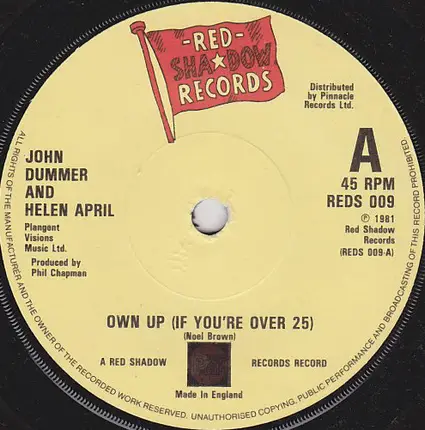 -RED-
SHADOW
RECORDS
Distributed
by Pinnacle
Records Ltd.
JOHN
DUMMER
AND
HELEN APRIL
Plangent
Visions
Music Ltd.
Produced by
Phil Chapman
A
45 RPM
REDS 009
℗ 1981
Red Shadow
Records
(REDS 009-A)
OWN UP (IF YOU'RE OVER 25)
(Noel Brown)
A RED SHADOW RECORDS RECORD
Made In England
ALL RIGHTS OF THE MANUFACTURER AND THE OWNER OF THE RECORDED WORK RESERVED. UNAUTHORISED COPYING, PUBLIC PERFORMANCE AND BROADCASTING OF THIS RECORD PROHIBITED.